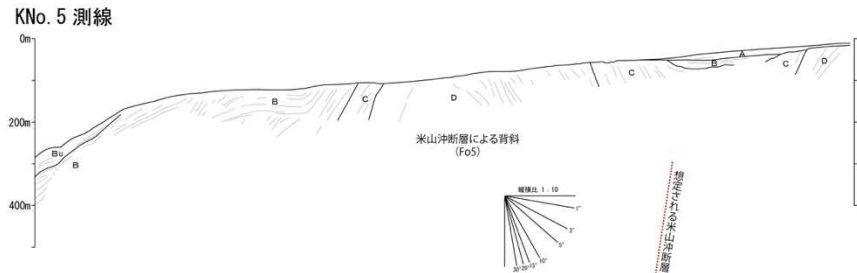 KNo. 5 測線
0m
200m
400m
A
B
C
D
C
B
C
D
Bu
B
米山沖断層による背斜
(Fo5)
縦横比 1：10
1°
3°
5°
10°
15°
20°
30°
想定される米山沖断層